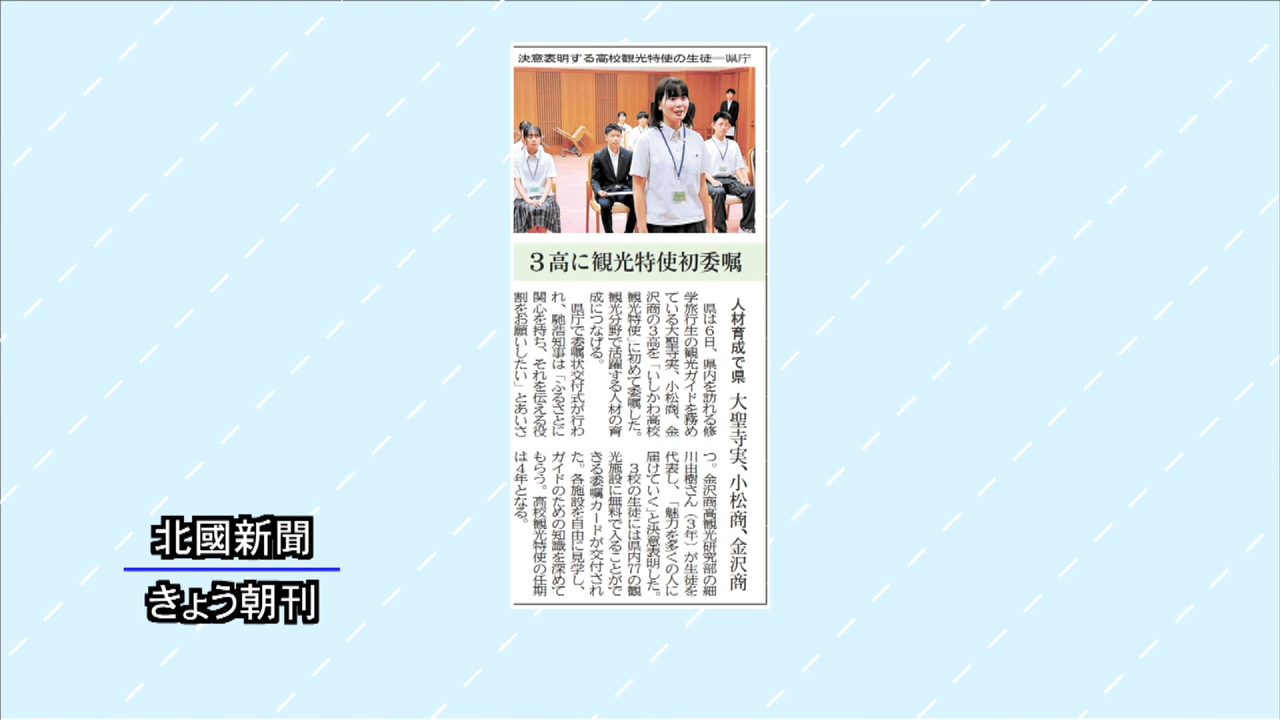 決意表明する高校観光特使の生徒＝県庁
３高に観光特使初委嘱
人材育成で県 大聖寺実、小松商、金沢商
県は６日、県内を訪れる修
学旅行生の観光ガイドを務め
ている大聖寺実、小松商、金
沢商の３高を「いしかわ高校
観光特使」に初めて委嘱した。
観光分野で活躍する人材の育
成につなげる。
県庁で委嘱状交付式が行わ
れ、馳浩知事は「ふるさとに
関心を持ち、それを伝える役
割をお願いしたい」とあいさ
つ。金沢商高観光研究部の細
川由樹さん（３年）が生徒を
代表し、「魅力を多くの人に
届けていく」と決意表明した。
３校の生徒には県内77の観
光施設に無料で入ることがで
きる委嘱カードが交付され
た。各施設を自由に見学し、
ガイドのための知識を深めて
もらう。高校観光特使の任期
は４年となる。
北國新聞
きょう朝刊